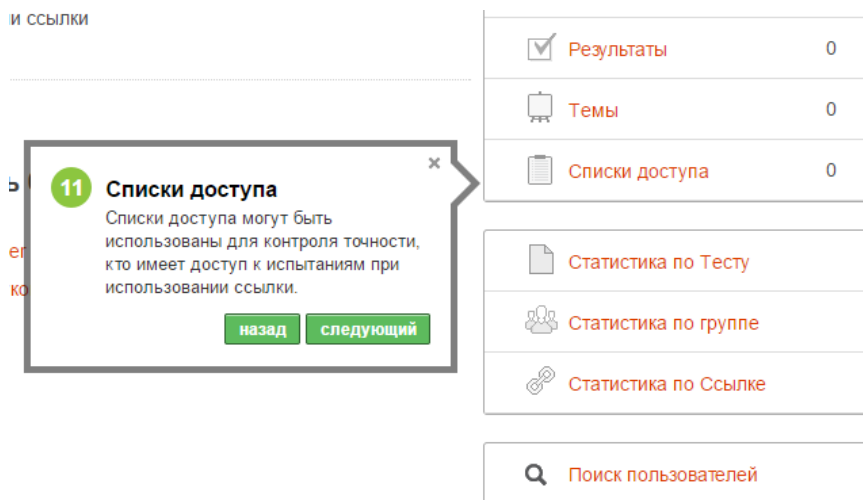 и ссылки
Результаты 0
Темы 0
Списки доступа 0
11 Списки доступа
Списки доступа могут быть
использованы для контроля точности,
кто имеет доступ к испытаниям при
использовании ссылки.
назад следующий
Статистика по Тесту
Статистика по группе
Статистика по Ссылке
Поиск пользователей